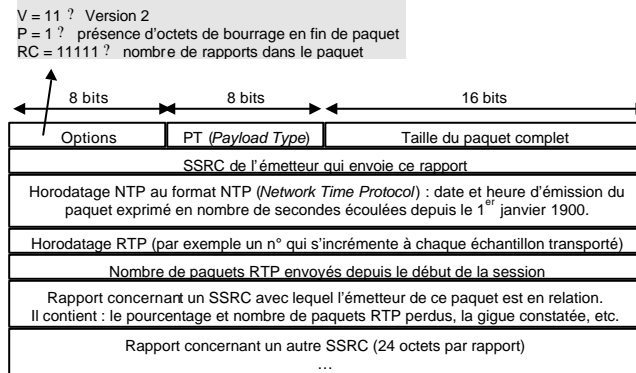 V = 11 ? Version 2
P = 1 ? présence d'octets de bourrage en fin de paquet
RC = 11111 ? nombre de rapports dans le paquet
8 bits 8 bits 16 bits
Options PT (Payload Type) Taille du paquet complet
SSRC de l'émetteur qui envoie ce rapport
Horodatage NTP au format NTP (Network Time Protocol) : date et heure d'émission du
paquet exprimé en nombre de secondes écoulées depuis le 1er janvier 1900.
Horodatage RTP (par exemple un n° qui s'incrémente à chaque échantillon transporté)
Nombre de paquets RTP envoyés depuis le début de la session
Rapport concernant un SSRC avec lequel l'émetteur de ce paquet est en relation.
Il contient : le pourcentage et nombre de paquets RTP perdus, la gigue constatée, etc.
Rapport concernant un autre SSRC (24 octets par rapport)
…